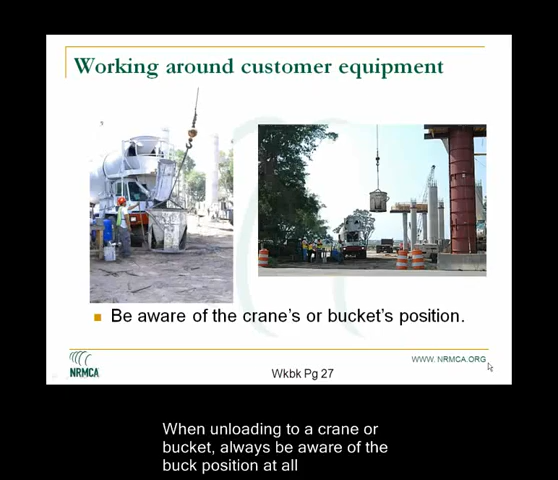 Working around customer equipment
Be aware of the crane's or bucket's position.
WWW. NRMCA.ORG
NRMCA
Wkbk Pg 27
When unloading to a crane or
bucket, always be aware of the
buck position at all